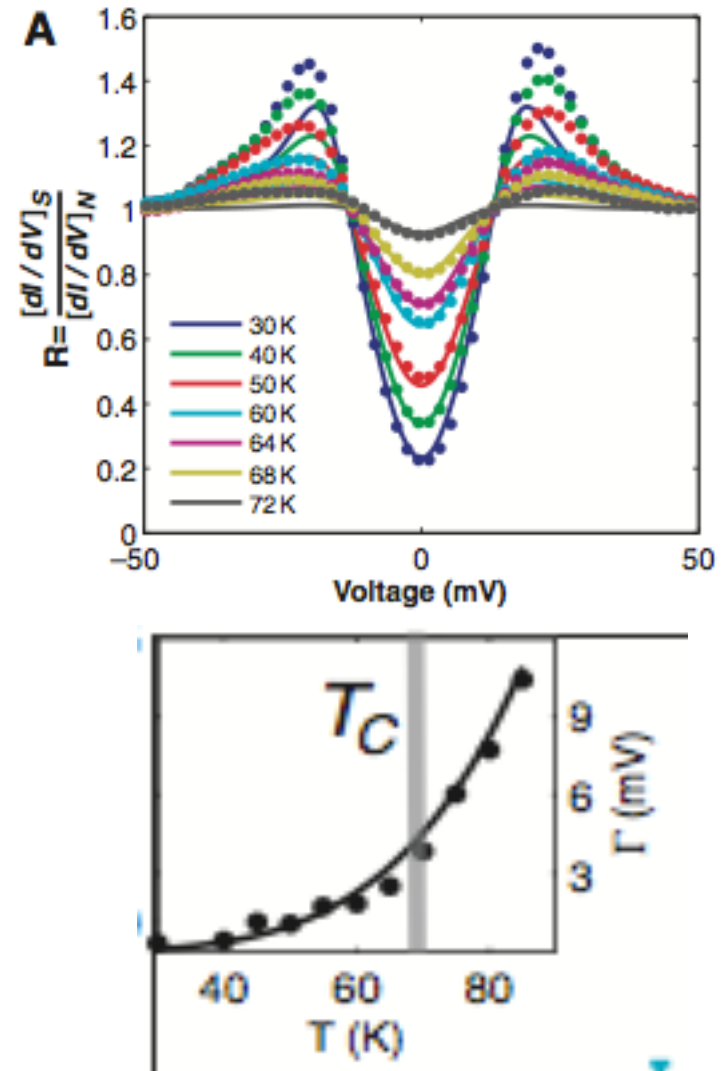 A
1.6
1.4
1.2
1
0.8
0.6
0.4
0.2
0
R= [dI / dV]S / [dI / dV]N
30 K
40 K
50 K
60 K
64 K
68 K
72 K
–50 0 50
Voltage (mV)
TC
9
6
3
Γ (mV)
40 60 80
T (K)